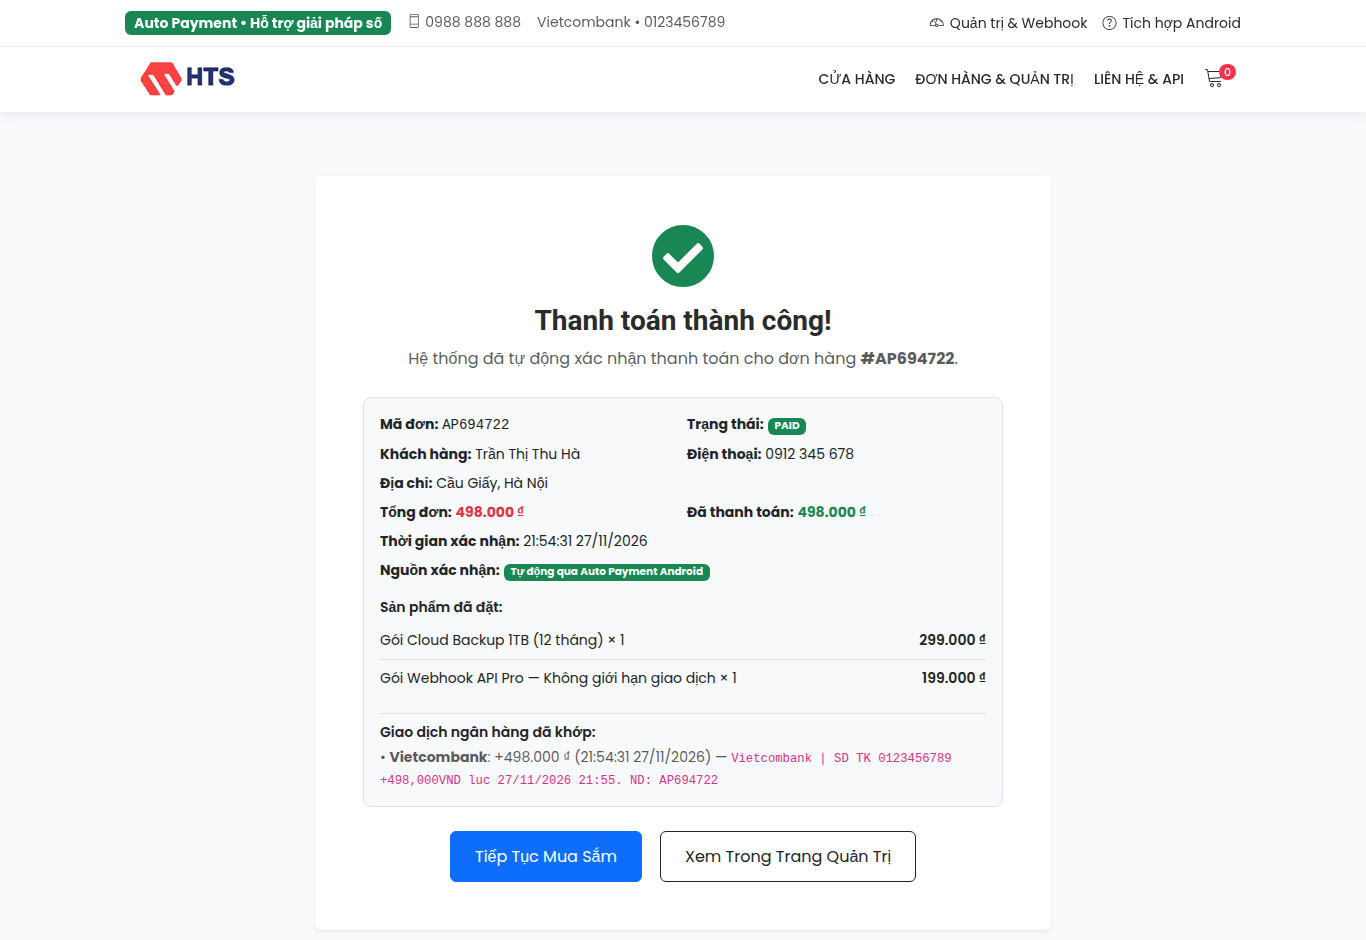 Auto Payment • Hỗ trợ giải pháp số
0988 888 888
Vietcombank • 0123456789
Quản trị & Webhook
Tích hợp Android
HTS
CỬA HÀNG
ĐƠN HÀNG & QUẢN TRỊ
LIÊN HỆ & API
0
Thanh toán thành công!
Hệ thống đã tự động xác nhận thanh toán cho đơn hàng #AP694722.
Mã đơn: AP694722
Trạng thái: PAID
Khách hàng: Trần Thị Thu Hà
Điện thoại: 0912 345 678
Địa chỉ: Cầu Giấy, Hà Nội
Tổng đơn: 498.000 ₫
Đã thanh toán: 498.000 ₫
Thời gian xác nhận: 21:54:31 27/11/2026
Nguồn xác nhận: Tự động qua Auto Payment Android
Sản phẩm đã đặt:
Gói Cloud Backup 1TB (12 tháng) × 1
299.000 ₫
Gói Webhook API Pro — Không giới hạn giao dịch × 1
199.000 ₫
Giao dịch ngân hàng đã khớp:
• Vietcombank: +498.000 ₫ (21:54:31 27/11/2026) — Vietcombank | SD TK 0123456789
+498,000VND luc 27/11/2026 21:55. ND: AP694722
Tiếp Tục Mua Sắm
Xem Trong Trang Quản Trị